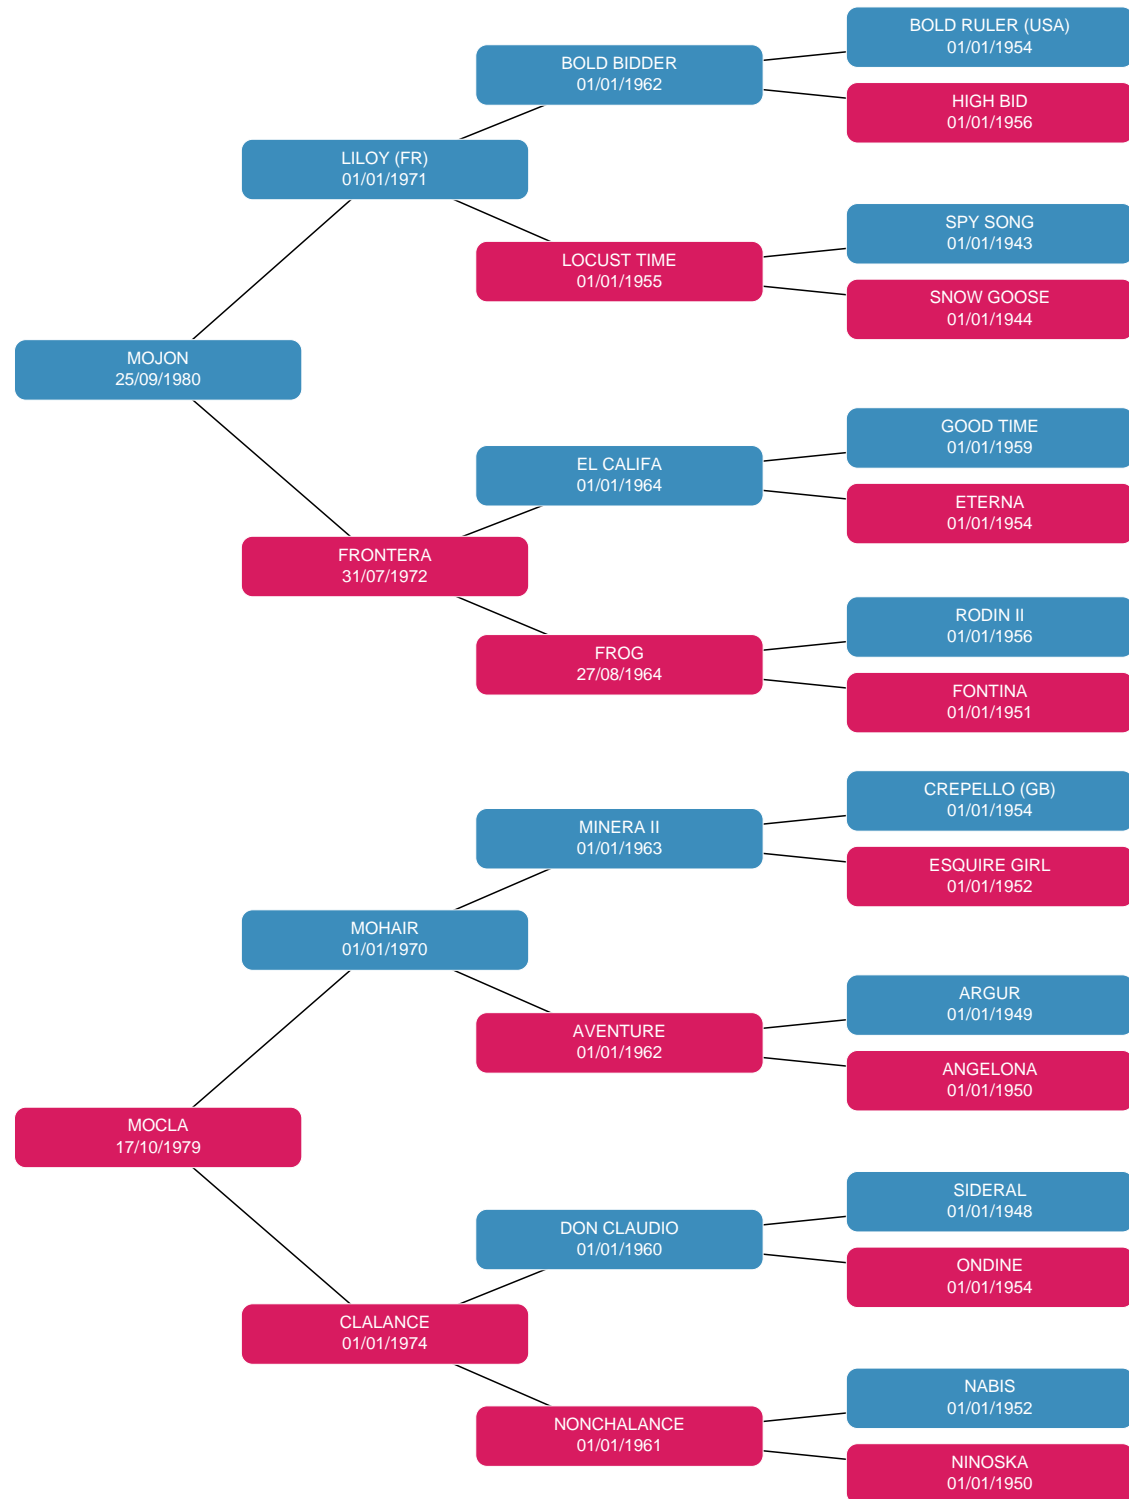 BOLD RULER (USA)
01/01/1954
BOLD BIDDER
01/01/1962
HIGH BID
01/01/1956
LILOY (FR)
01/01/1971
SPY SONG
01/01/1943
LOCUST TIME
01/01/1955
SNOW GOOSE
01/01/1944
MOJON
25/09/1980
GOOD TIME
01/01/1959
EL CALIFA
01/01/1964
ETERNA
01/01/1954
FRONTERA
31/07/1972
RODIN II
01/01/1956
FROG
27/08/1964
FONTINA
01/01/1951
CREPELLO (GB)
01/01/1954
MINERA II
01/01/1963
ESQUIRE GIRL
01/01/1952
MOHAIR
01/01/1970
ARGUR
01/01/1949
AVENTURE
01/01/1962
ANGELONA
01/01/1950
MOCLA
17/10/1979
SIDERAL
01/01/1948
DON CLAUDIO
01/01/1960
ONDINE
01/01/1954
CLALANCE
01/01/1974
NABIS
01/01/1952
NONCHALANCE
01/01/1961
NINOSKA
01/01/1950